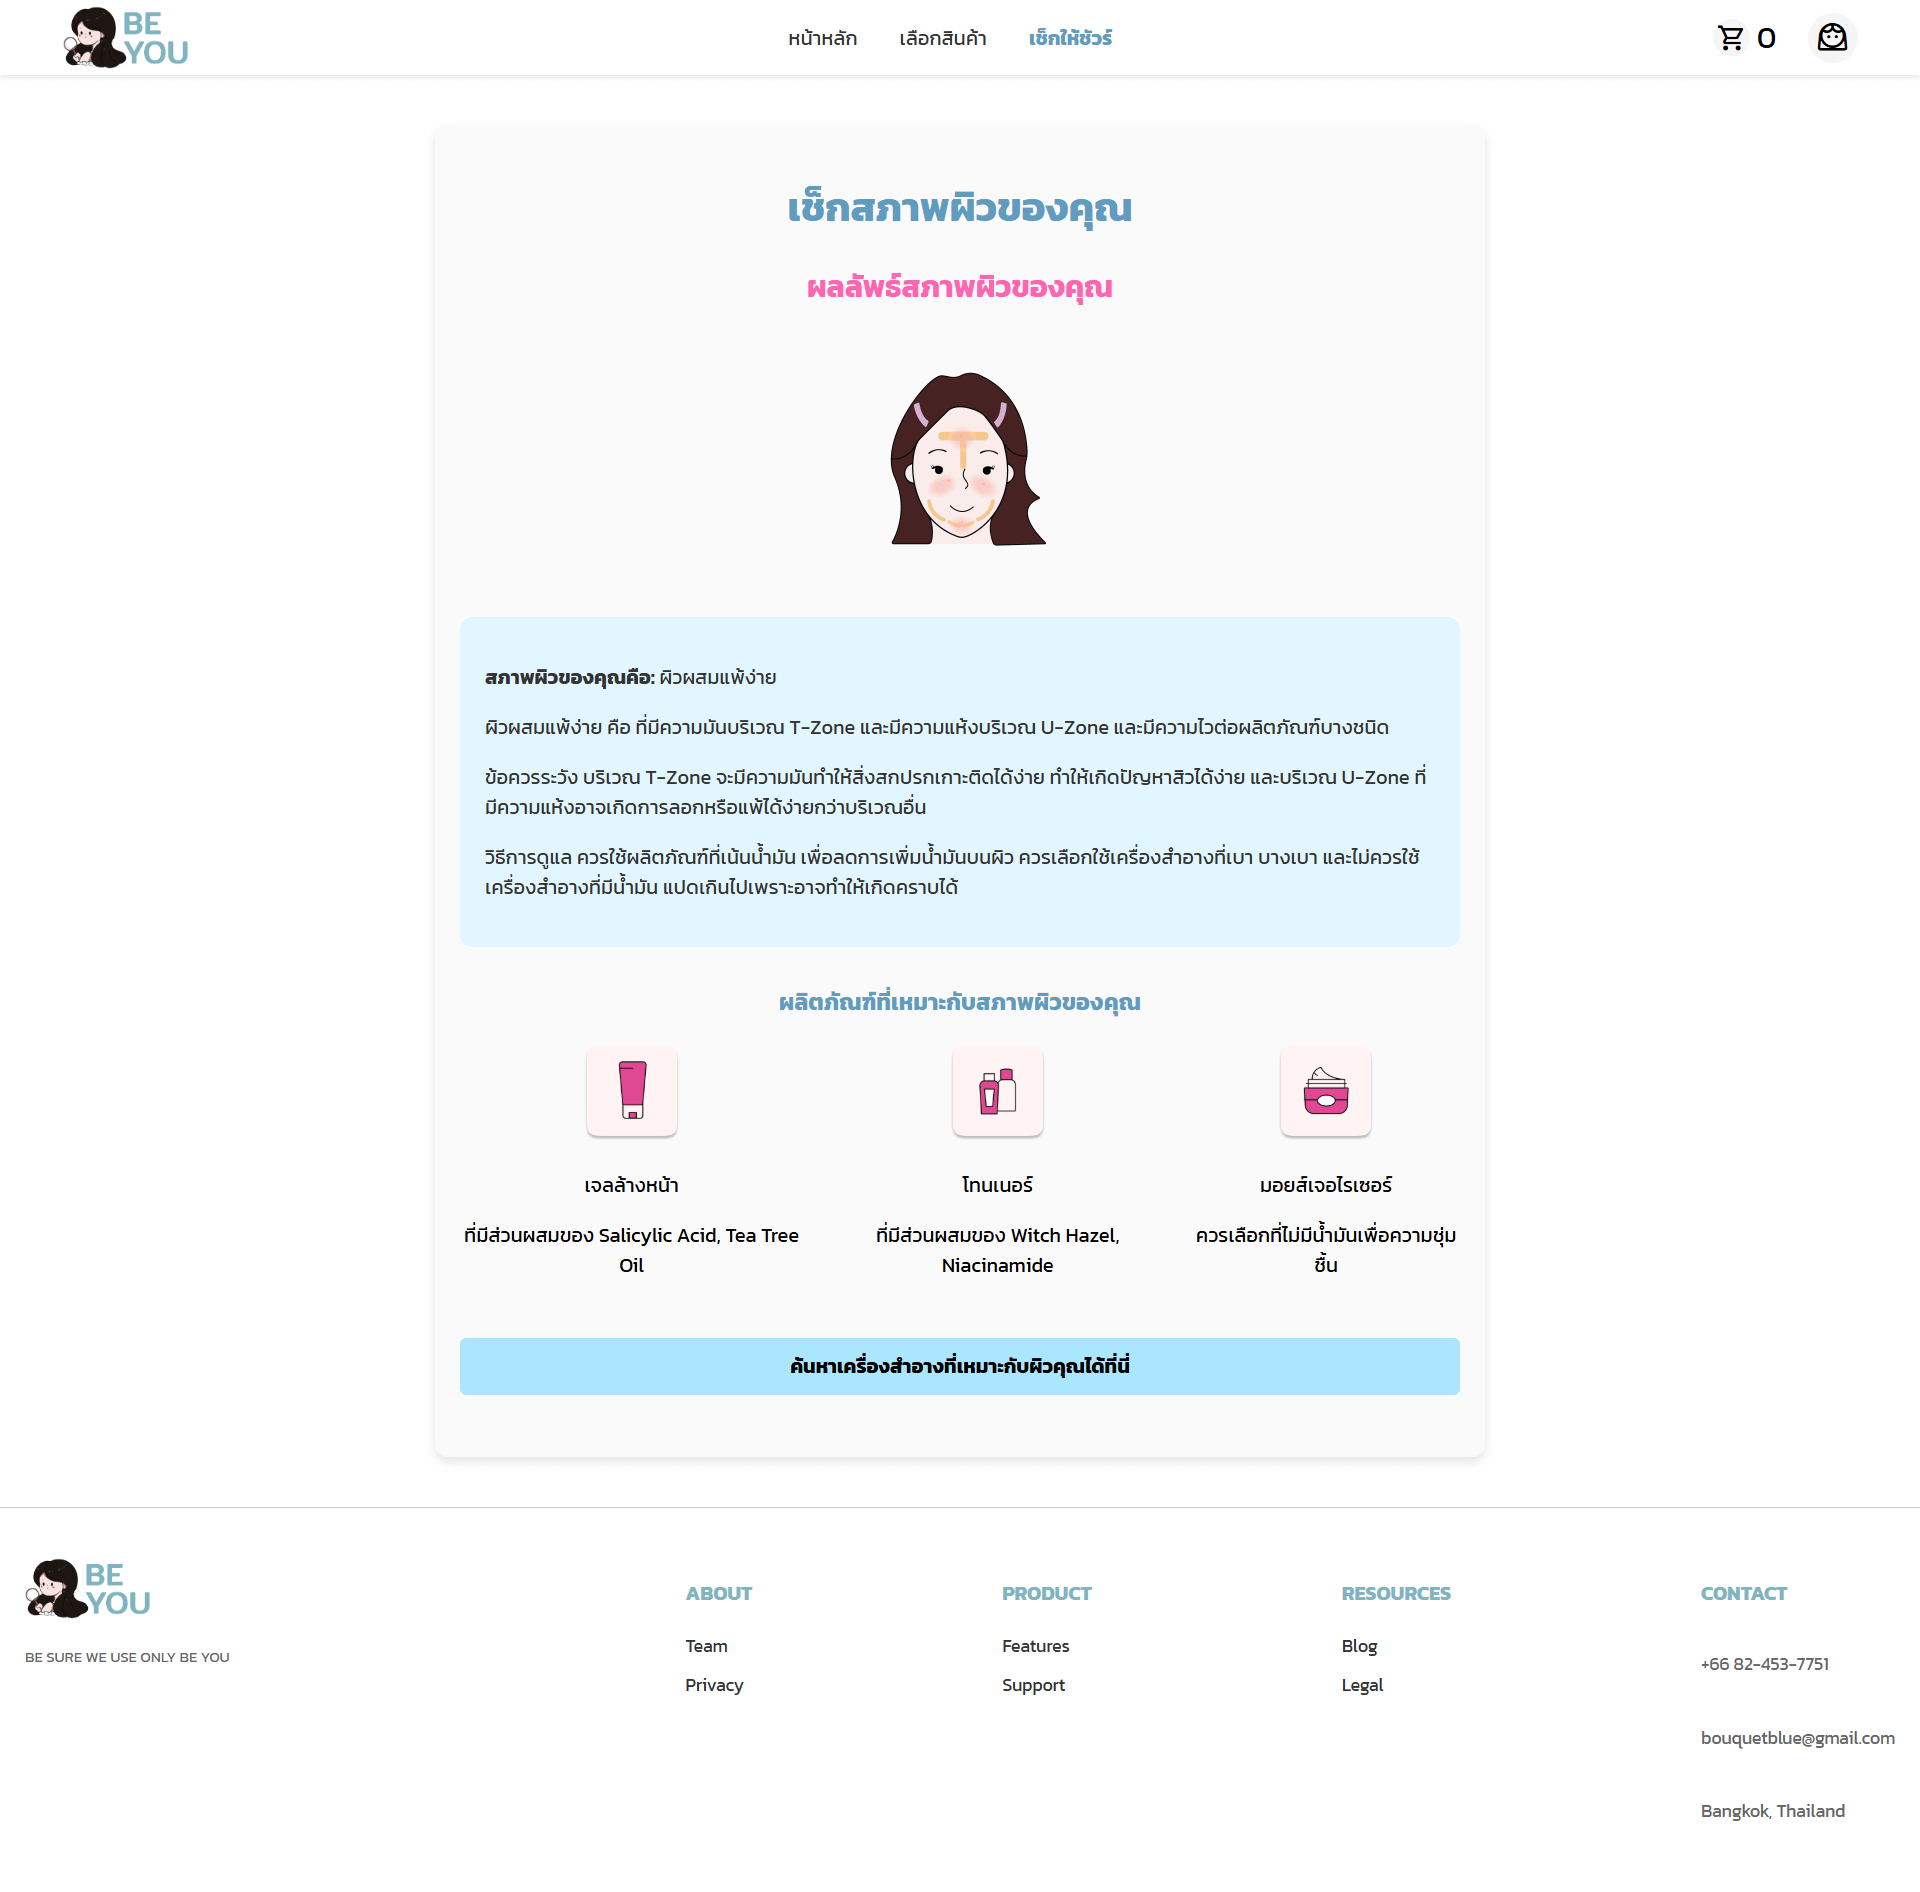 BE
YOU
หน้าหลัก
เลือกสินค้า
เช็กให้ชัวร์
0
เช็กสภาพผิวของคุณ
ผลลัพธ์สภาพผิวของคุณ
สภาพผิวของคุณคือ: ผิวผสมแพ้ง่าย
ผิวผสมแพ้ง่าย คือ ที่มีความมันบริเวณ T-Zone และมีความแห้งบริเวณ U-Zone และมีความไวต่อผลิตภัณฑ์บางชนิด
ข้อควรระวัง บริเวณ T-Zone จะมีความมันทำให้สิ่งสกปรกเกาะติดได้ง่าย ทำให้เกิดปัญหาสิวได้ง่าย และบริเวณ U-Zone ที่
มีความแห้งอาจเกิดการลอกหรือแพ้ได้ง่ายกว่าบริเวณอื่น
วิธีการดูแล ควรใช้ผลิตภัณฑ์ที่เน้นน้ำมัน เพื่อลดการเพิ่มน้ำมันบนผิว ควรเลือกใช้เครื่องสำอางที่เบา บางเบา และไม่ควรใช้
เครื่องสำอางที่มีน้ำมัน แปดเกินไปเพราะอาจทำให้เกิดคราบได้
ผลิตภัณฑ์ที่เหมาะกับสภาพผิวของคุณ
เจลล้างหน้า
ที่มีส่วนผสมของ Salicylic Acid, Tea Tree
Oil
โทนเนอร์
ที่มีส่วนผสมของ Witch Hazel,
Niacinamide
มอยส์เจอไรเซอร์
ควรเลือกที่ไม่มีน้ำมันเพื่อความชุ่ม
ชื้น
ค้นหาเครื่องสำอางที่เหมาะกับผิวคุณได้ที่นี่
BE
YOU
BE SURE WE USE ONLY BE YOU
ABOUT
Team
Privacy
PRODUCT
Features
Support
RESOURCES
Blog
Legal
CONTACT
+66 82-453-7751
bouquetblue@gmail.com
Bangkok, Thailand